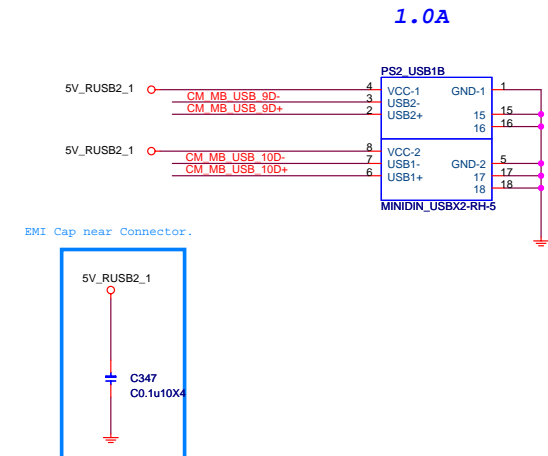 1.0A
PS2_USB1B
5V_RUSB2_1 4 VCC-1 GND-1 1
CM_MB_USB_9D- 3 USB2-
CM_MB_USB_9D+ 2 USB2+ 15 15
16 16
5V_RUSB2_1 8 VCC-2
CM_MB_USB_10D- 7 USB1- GND-2 5
CM_MB_USB_10D+ 6 USB1+ 17 17
18 18
MINIDIN_USBX2-RH-5
EMI Cap near Connector.
5V_RUSB2_1
C347
C0.1u10X4